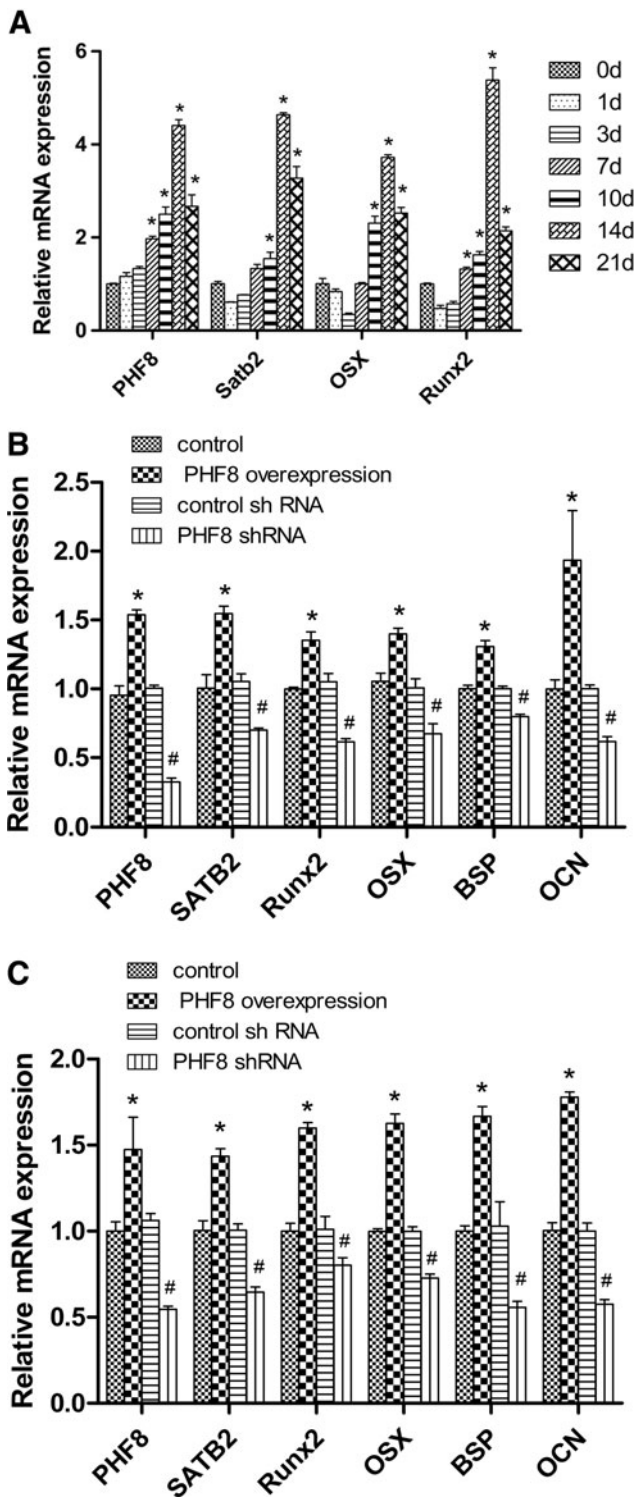 A
Relative mRNA expression
6
4
2
0
* * * *
* * *
* * *
* * * *
PHF8
Satb2
OSX
Runx2
0d
1d
3d
7d
10d
14d
21d
B
control
PHF8 overexpression
control sh RNA
PHF8 shRNA
Relative mRNA expression
2.5
2.0
1.5
1.0
0.5
0.0
* #
* #
* #
* #
* #
* #
PHF8
SATB2
Runx2
OSX
BSP
OCN
C
control
PHF8 overexpression
control sh RNA
PHF8 shRNA
Relative mRNA expression
2.0
1.5
1.0
0.5
0.0
* #
* #
* #
* #
* #
* #
PHF8
SATB2
Runx2
OSX
BSP
OCN